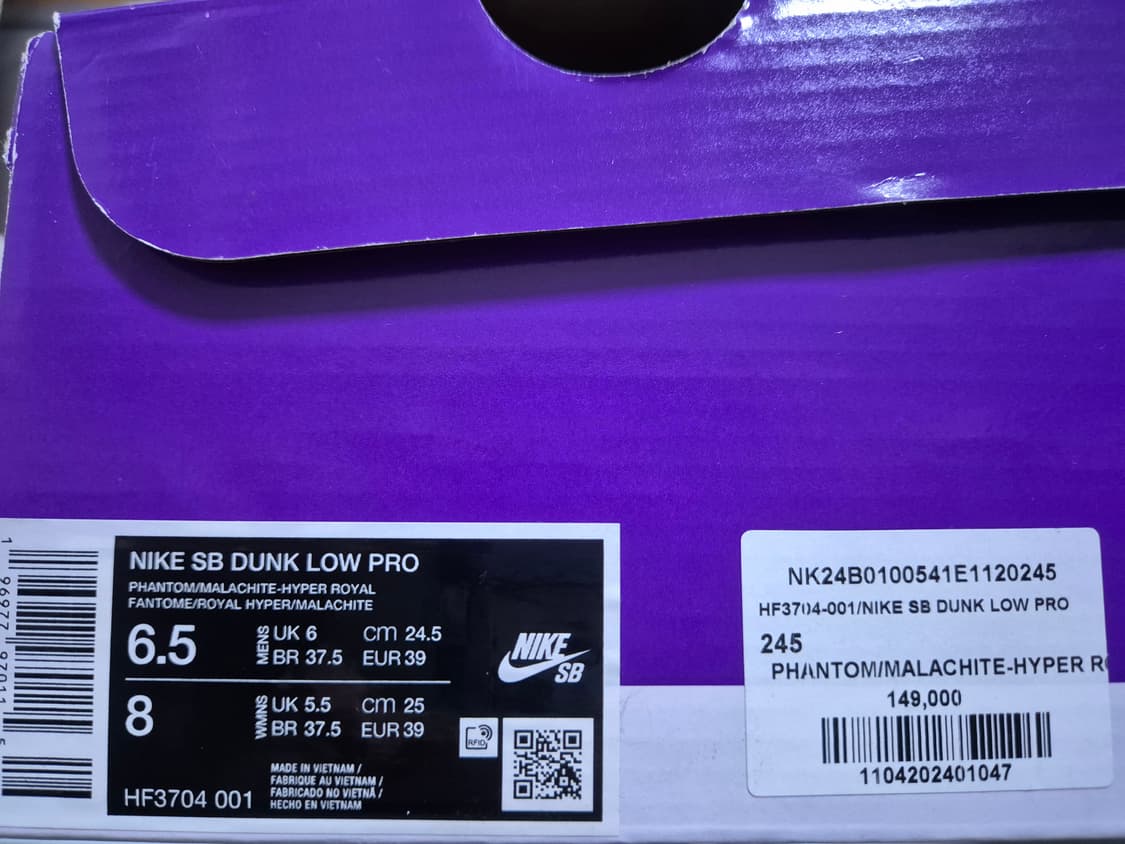 NIKE SB DUNK LOW PRO
PHANTOM/MALACHITE-HYPER ROYAL
FANTOME/ROYAL HYPER/MALACHITE
6.5
MENS
UK 6 cm 24.5
BR 37.5 EUR 39
8
WMNS
UK 5.5 cm 25
BR 37.5 EUR 39
NIKE
SB
RFID
MADE IN VIETNAM /
FABRIQUE AU VIETNAM /
FABRICADO NO VIETNÃ /
HECHO EN VIETNAM
HF3704 001
NK24B0100541E1120245
HF3704-001/NIKE SB DUNK LOW PRO
245
PHANTOM/MALACHITE-HYPER
149,000
1104202401047